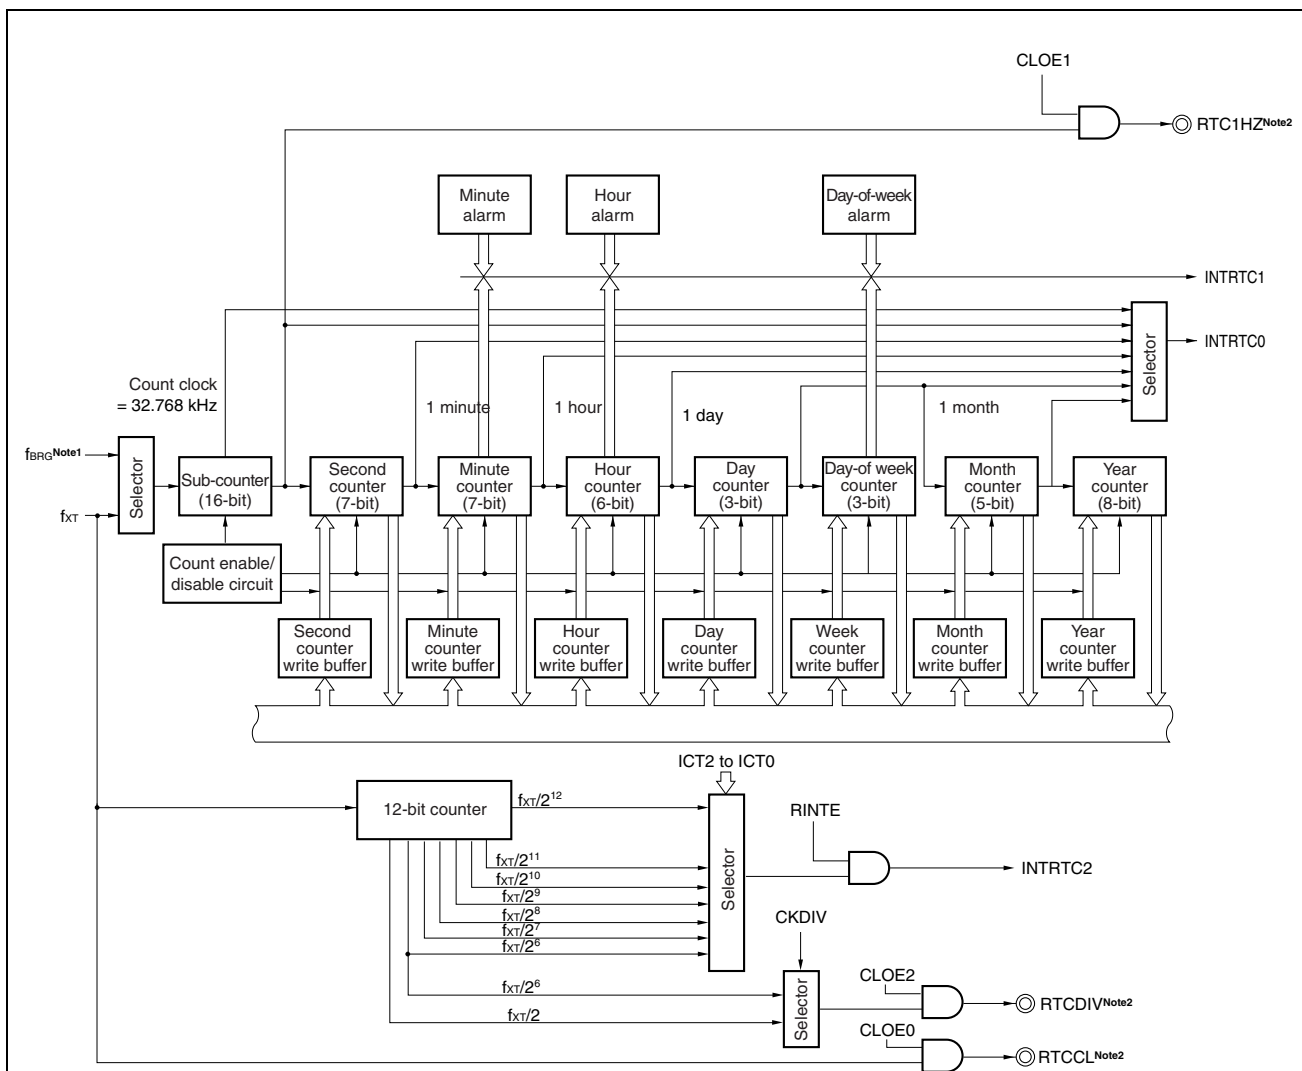 CLOE1
RTC1HZNote2
Minute
alarm
Hour
alarm
Day-of-week
alarm
INTRTC1
INTRTC0
Selector
Count clock
= 32.768 kHz
1 minute
1 hour
1 day
1 month
fBRGNote1
fXT
Selector
Sub-counter
(16-bit)
Second
counter
(7-bit)
Minute
counter
(7-bit)
Hour
counter
(6-bit)
Day
counter
(3-bit)
Day-of week
counter
(3-bit)
Month
counter
(5-bit)
Year
counter
(8-bit)
Count enable/
disable circuit
Second
counter
write buffer
Minute
counter
write buffer
Hour
counter
write buffer
Day
counter
write buffer
Week
counter
write buffer
Month
counter
write buffer
Year
counter
write buffer
ICT2 to ICT0
12-bit counter
fXT/2¹²
fXT/2¹¹
fXT/2¹⁰
fXT/2⁹
fXT/2⁸
fXT/2⁷
fXT/2⁶
Selector
RINTE
INTRTC2
CKDIV
fXT/2⁶
fXT/2
Selector
CLOE2
RTCDIVNote2
CLOE0
RTCCLNote2